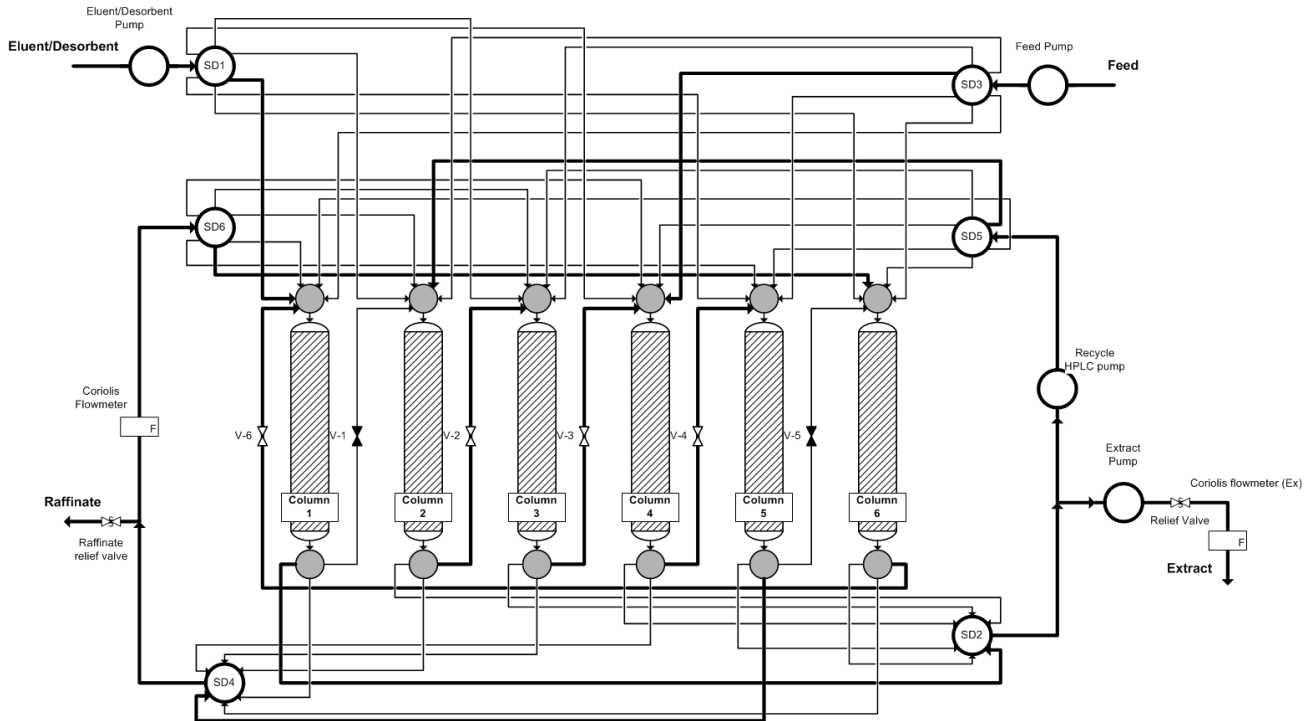 Eluent/Desorbent
Pump
Eluent/Desorbent
SD1
Feed Pump
Feed
SD3
SD6
SD5
Recycle
HPLC pump
Coriolis
Flowmeter
F
V-6
V-1
V-2
V-3
V-4
V-5
Extract
Pump
Coriolis flowmeter (Ex)
Relief Valve
F
Extract
Raffinate
Raffinate
relief valve
S
S
Column
1
Column
2
Column
3
Column
4
Column
5
Column
6
SD2
SD4